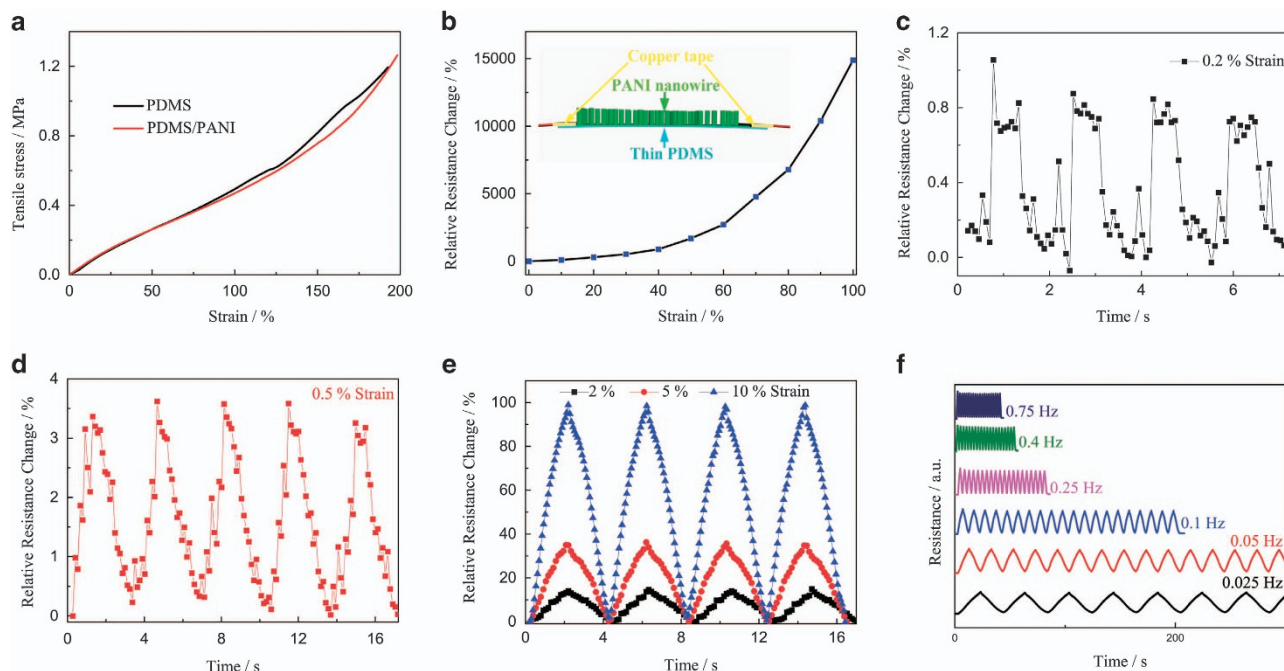 a
Tensile stress / MPa
1.2
0.8
0.4
0.0
PDMS
PDMS/PANI
0 50 100 150 200
Strain / %
b
Relative Resistance Change / %
15000
10000
5000
0
Copper tape
PANI nanowire
Thin PDMS
0 20 40 60 80 100
Strain / %
c
Relative Resistance Change / %
1.2
0.8
0.4
0.0
0.2 % Strain
0 2 4 6
Time / s
d
Relative Resistance Change / %
4
3
2
1
0
0.5 % Strain
0 4 8 12 16
Time / s
e
Relative Resistance Change / %
100
80
60
40
20
0
2 % 5 % 10 % Strain
0 4 8 12 16
Time / s
f
Resistance / a.u.
0.75 Hz
0.4 Hz
0.25 Hz
0.1 Hz
0.05 Hz
0.025 Hz
0 200
Time / s